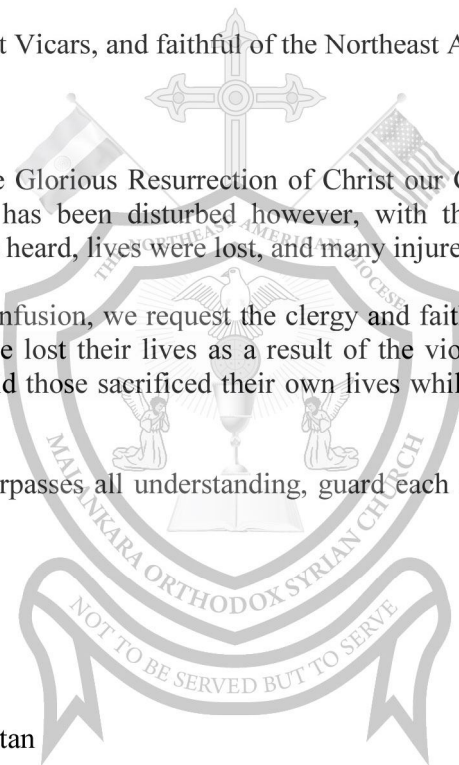 t Vicars, and faithful of the Northeast A
e Glorious Resurrection of Christ our
has been disturbed however, with th
heard, lives were lost, and many injure
THE NORTHEAST AMERICAN DIOCESE
nfusion, we request the clergy and fait
e lost their lives as a result of the vio
d those sacrificed their own lives whil
rpasses all understanding, guard each
MALANKARA ORTHODOX SYRIAN CHURCH
NOT TO BE SERVED BUT TO SERVE
tan